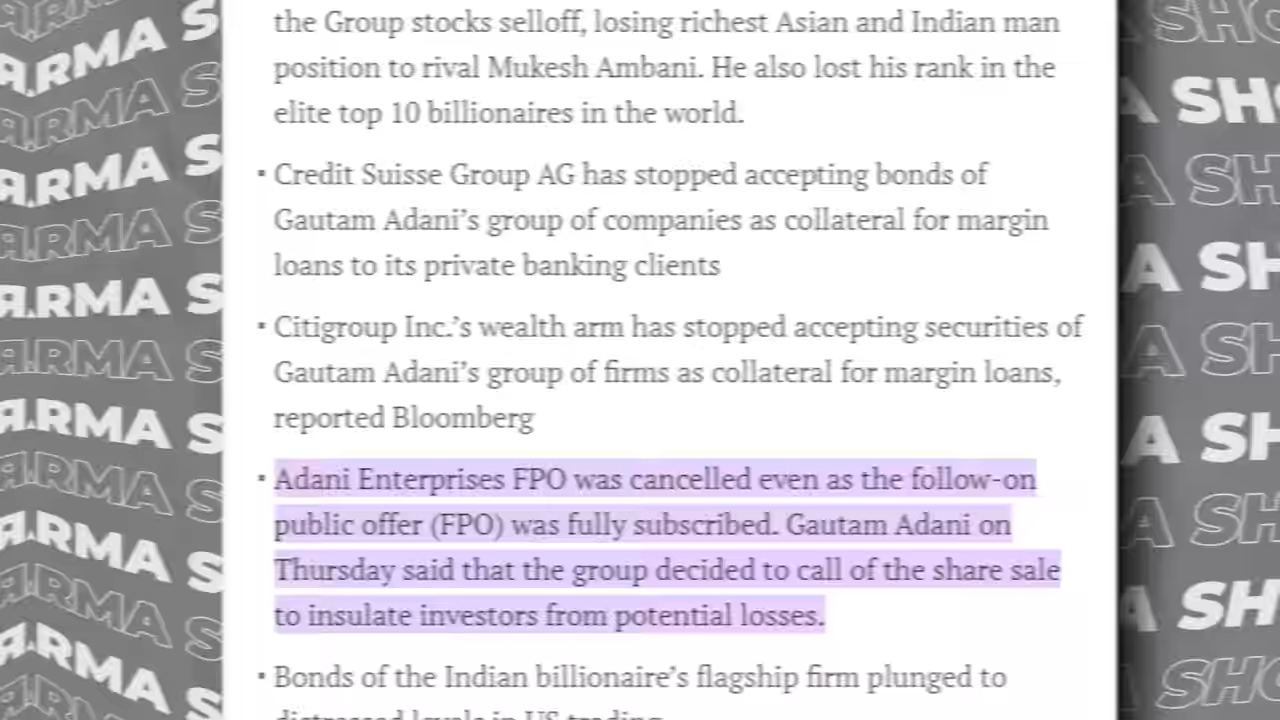 the Group stocks selloff, losing richest Asian and Indian man
position to rival Mukesh Ambani. He also lost his rank in the
elite top 10 billionaires in the world.
▪ Credit Suisse Group AG has stopped accepting bonds of
Gautam Adani’s group of companies as collateral for margin
loans to its private banking clients
▪ Citigroup Inc.’s wealth arm has stopped accepting securities of
Gautam Adani’s group of firms as collateral for margin loans,
reported Bloomberg
▪ Adani Enterprises FPO was cancelled even as the follow-on
public offer (FPO) was fully subscribed. Gautam Adani on
Thursday said that the group decided to call of the share sale
to insulate investors from potential losses.
▪ Bonds of the Indian billionaire’s flagship firm plunged to